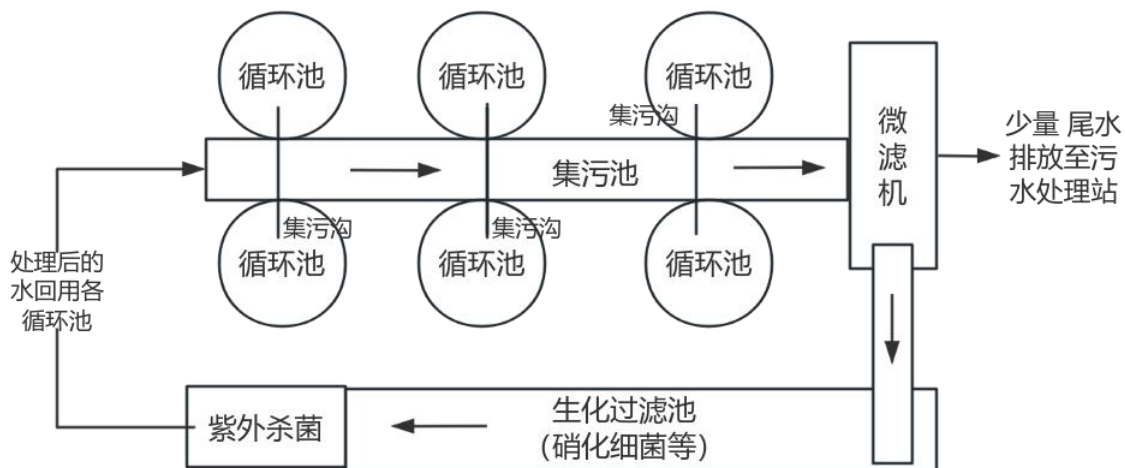 循环池
循环池
循环池
集污沟
微滤机
少量 尾水
排放至污
水处理站
集污池
集污沟
集污沟
循环池
循环池
循环池
处理后的
水回用各
循环池
紫外杀菌
生化过滤池
（硝化细菌等）